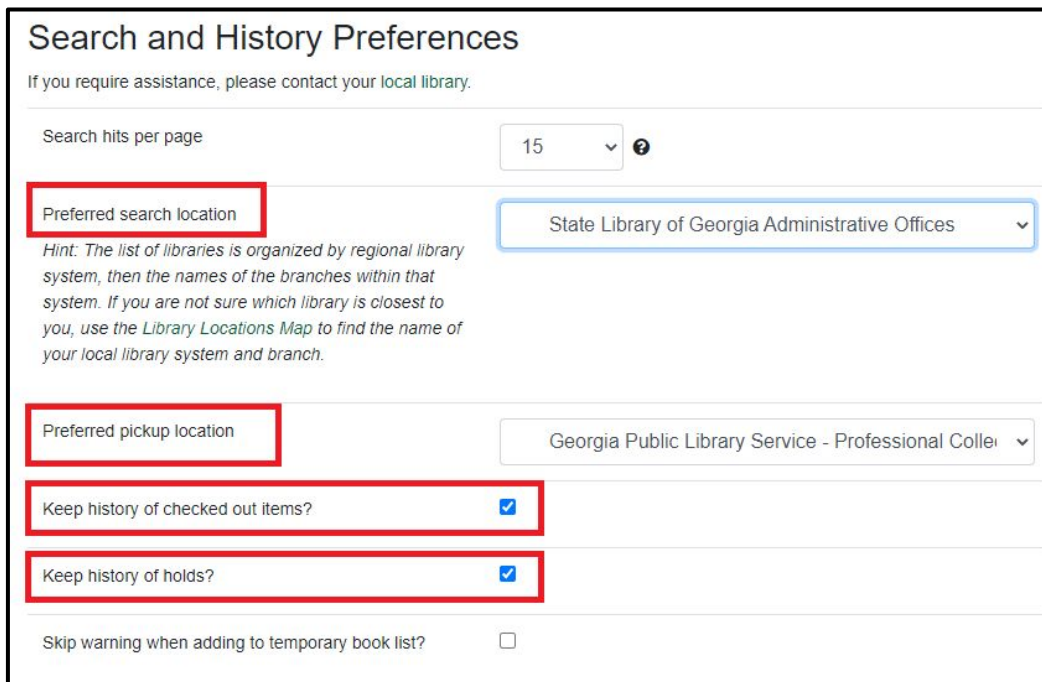 Search and History Preferences
If you require assistance, please contact your local library.
Search hits per page
15
Preferred search location
State Library of Georgia Administrative Offices
Hint: The list of libraries is organized by regional library
system, then the names of the branches within that
system. If you are not sure which library is closest to
you, use the Library Locations Map to find the name of
your local library system and branch.
Preferred pickup location
Georgia Public Library Service - Professional Colle
Keep history of checked out items?
Keep history of holds?
Skip warning when adding to temporary book list?